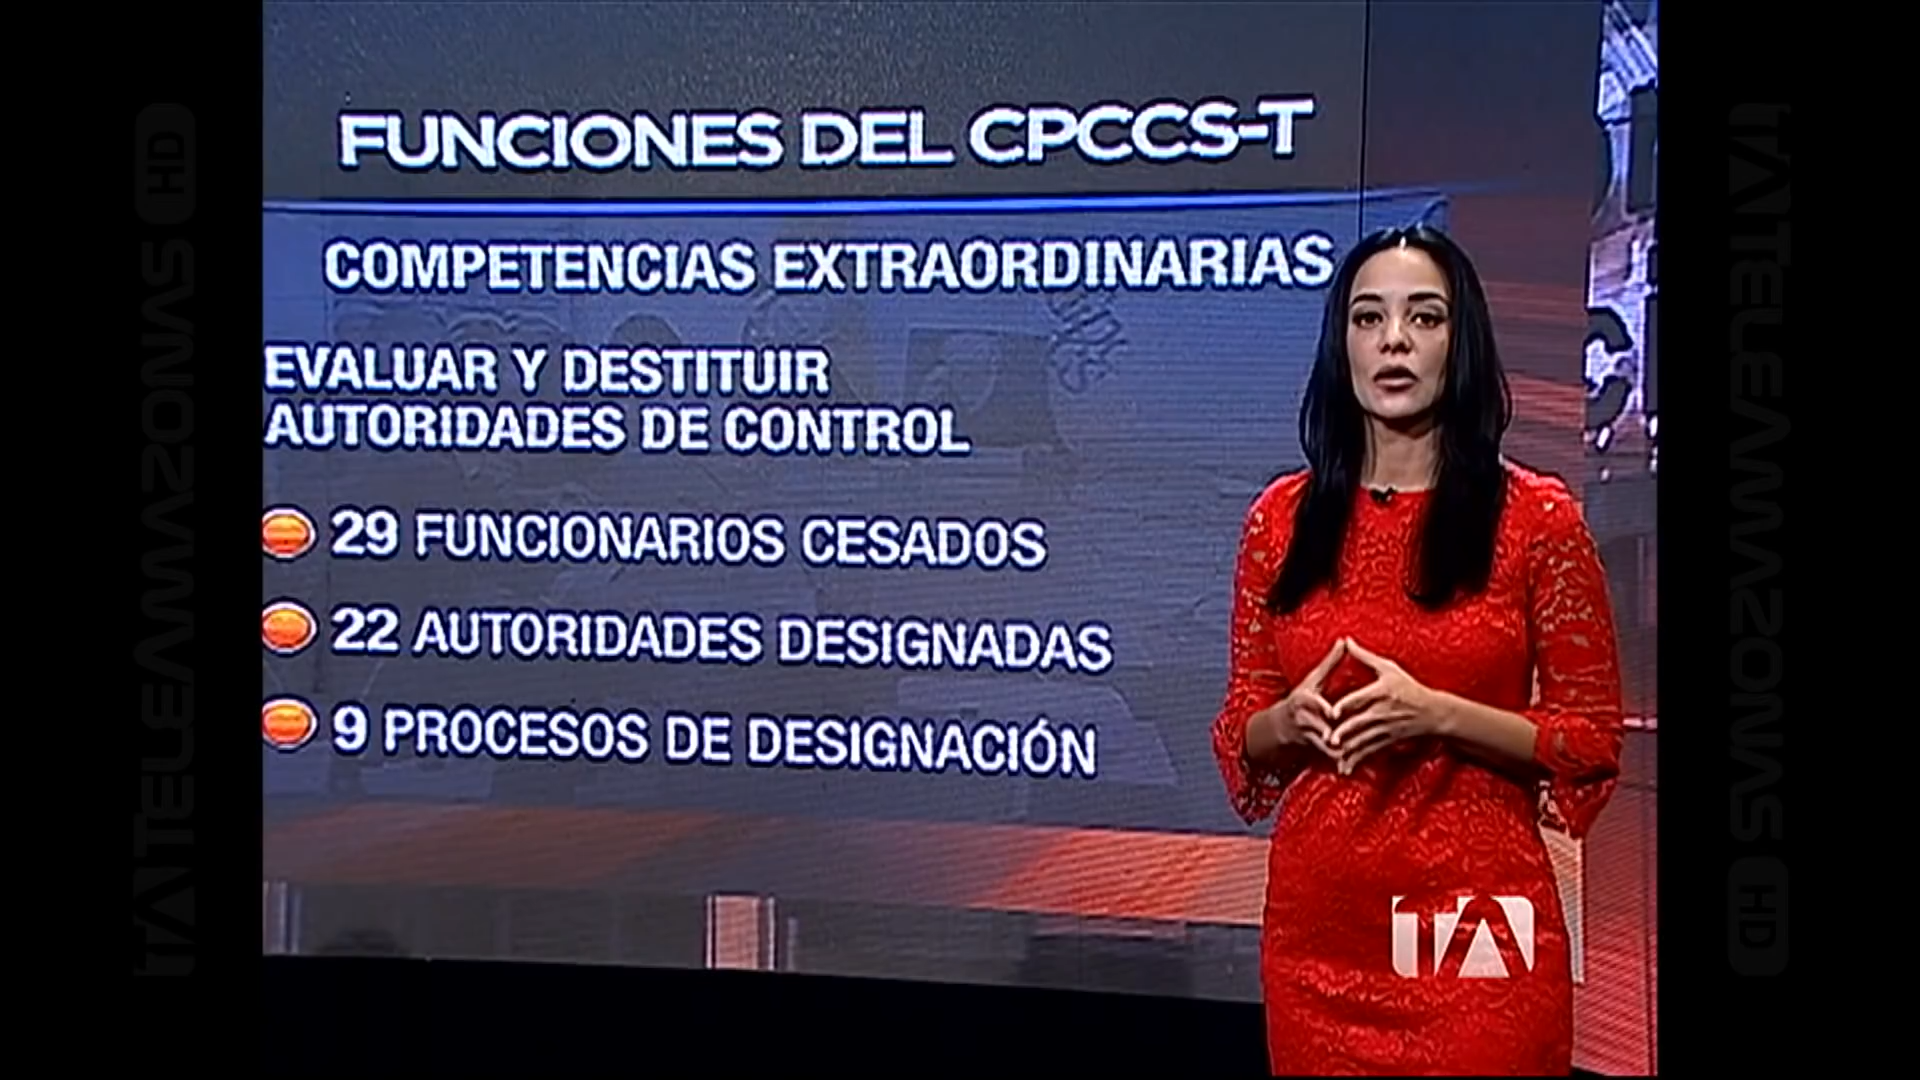 FUNCIONES DEL CPCCS-T
COMPETENCIAS EXTRAORDINARIAS
EVALUAR Y DESTITUIR
AUTORIDADES DE CONTROL
29 FUNCIONARIOS CESADOS
22 AUTORIDADES DESIGNADAS
9 PROCESOS DE DESIGNACIÓN
TA
TELEAMAZONAS HD
TELEAMAZONAS HD